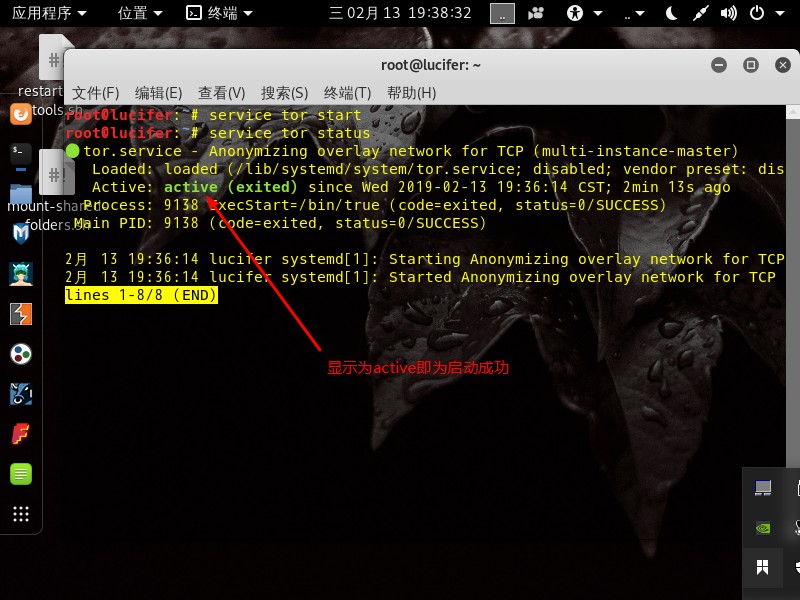 应用程序 位置 终端 三 02月 13 19:38:32
root@lucifer: ~
文件(F) 编辑(E) 查看(V) 搜索(S) 终端(T) 帮助(H)
restart
tools.sh
mount-share
folders.sh
root@lucifer: # service tor start
root@lucifer: # service tor status
tor.service - Anonymizing overlay network for TCP (multi-instance-master)
Loaded: loaded (/lib/systemd/system/tor.service; disabled; vendor preset: dis
Active: active (exited) since Wed 2019-02-13 19:36:14 CST; 2min 13s ago
Process: 9138 ExecStart=/bin/true (code=exited, status=0/SUCCESS)
Main PID: 9138 (code=exited, status=0/SUCCESS)
2月 13 19:36:14 lucifer systemd[1]: Starting Anonymizing overlay network for TCP
2月 13 19:36:14 lucifer systemd[1]: Started Anonymizing overlay network for TCP
lines 1-8/8 (END)
显示为active即为启动成功